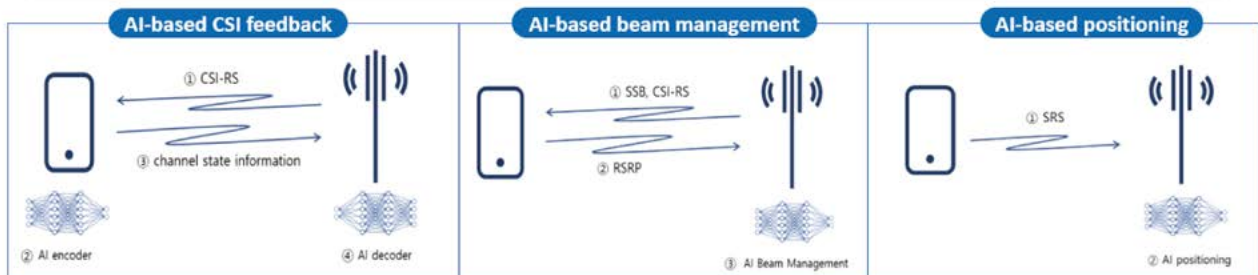 AI-based CSI feedback
① CSI-RS
③ channel state information
② AI encoder
④ AI decoder
AI-based beam management
① SSB, CSI-RS
② RSRP
③ AI Beam Management
AI-based positioning
① SRS
② AI positioning